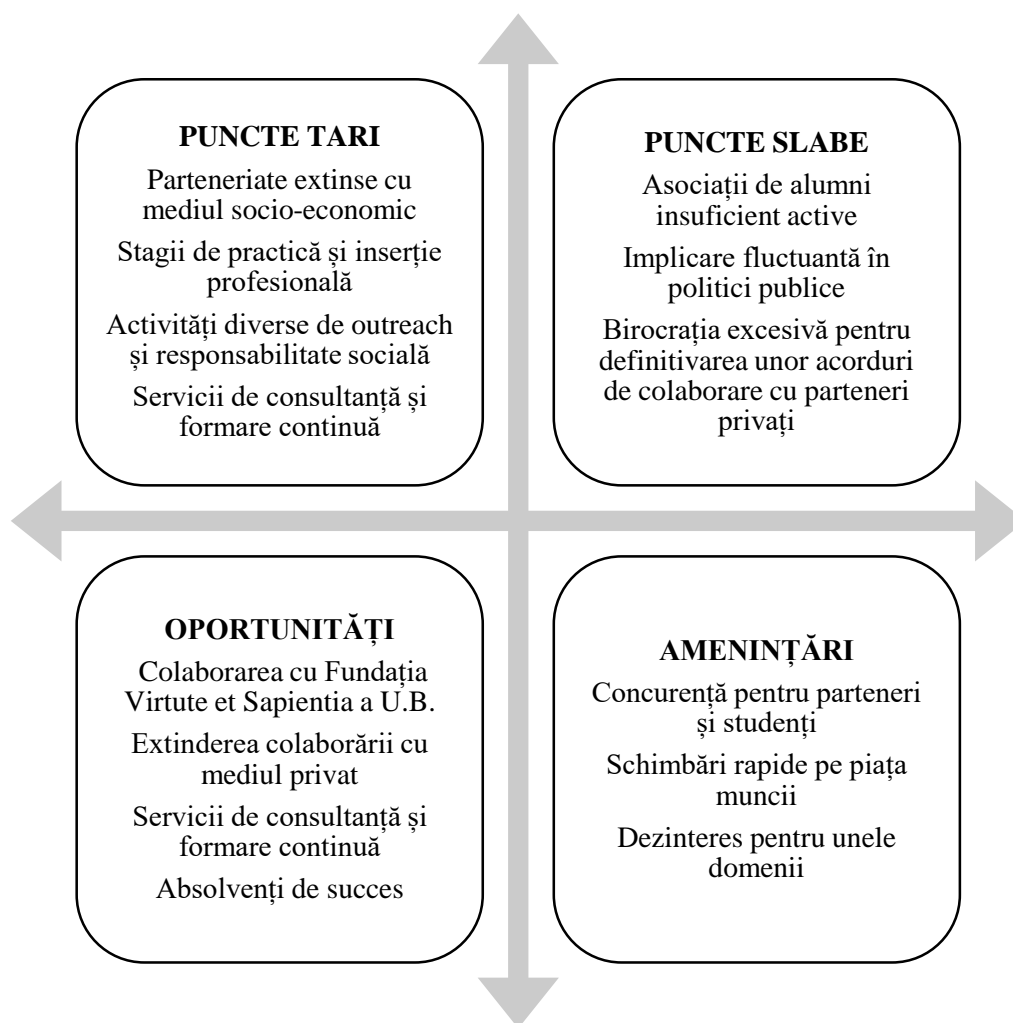 PUNCTE TARI
Parteneriate extinse cu
mediul socio-economic
Stagii de practică și inserție
profesională
Activități diverse de outreach
și responsabilitate socială
Servicii de consultanță și
formare continuă
PUNCTE SLABE
Asociații de alumni
insuficient active
Implicare fluctuantă în
politici publice
Birocrația excesivă pentru
definitivarea unor acorduri
de colaborare cu parteneri
privați
OPORTUNITĂȚI
Colaborarea cu Fundația
Virtute et Sapientia a U.B.
Extinderea colaborării cu
mediul privat
Servicii de consultanță și
formare continuă
Absolvenți de succes
AMENINȚĂRI
Concurență pentru parteneri
și studenți
Schimbări rapide pe piața
muncii
Dezinteres pentru unele
domenii